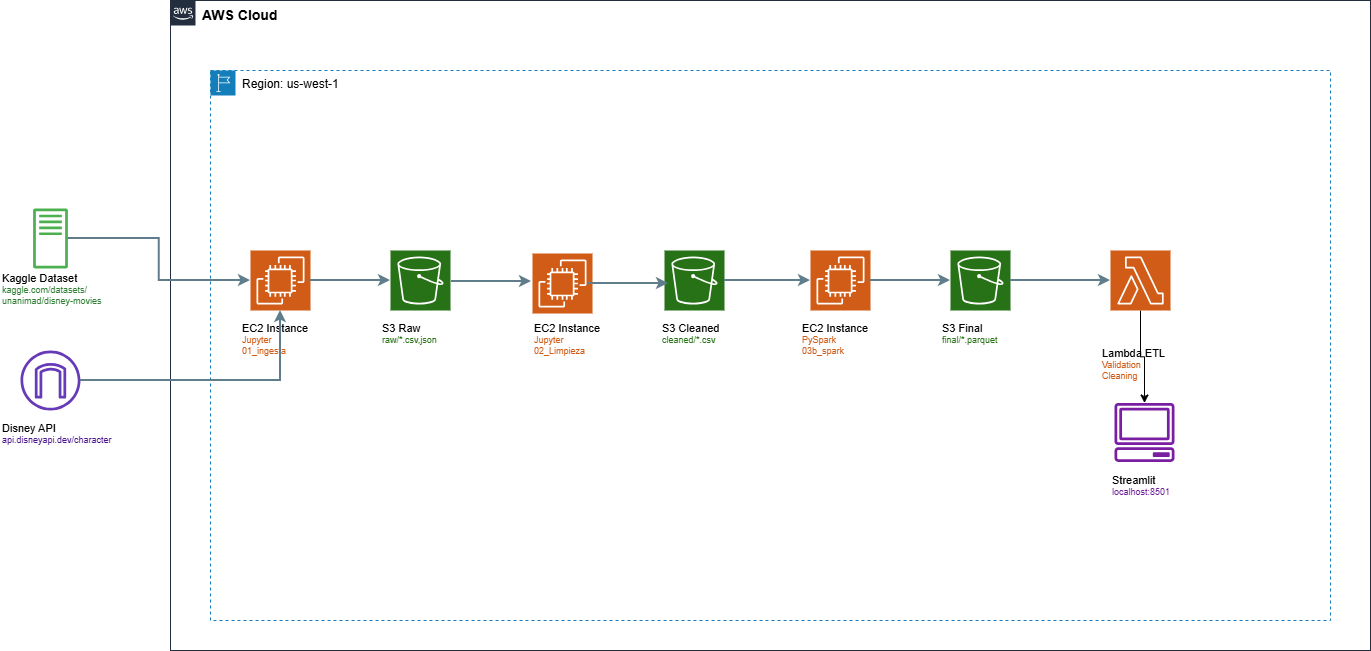 aws
AWS Cloud
Region: us-west-1
Kaggle Dataset
kaggle.com/datasets/
unanimad/disney-movies
Disney API
api.disneyapi.dev/character
EC2 Instance
Jupyter
01_ingesta
S3 Raw
raw/*.csv,json
EC2 Instance
Jupyter
02_Limpieza
S3 Cleaned
cleaned/*.csv
EC2 Instance
PySpark
03b_spark
S3 Final
final/*.parquet
Lambda ETL
Validation
Cleaning
Streamlit
localhost:8501